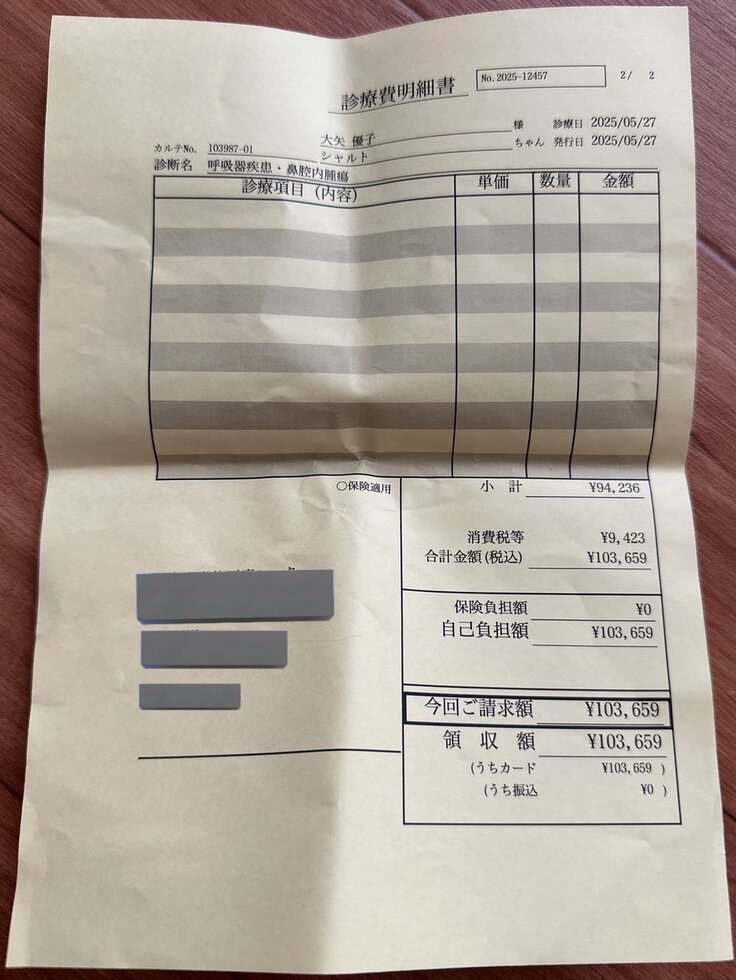 診療費明細書
No.2025-12457
2/ 2
大矢 優子 様 診療日 2025/05/27
カルテNo. 103987-01 シャルト ちゃん 発行日 2025/05/27
診断名 呼吸器疾患・鼻腔内腫瘍
診療項目（内容） 単価 数量 金額
○保険適用
小 計 ¥94,236
消費税等 ¥9,423
合計金額(税込) ¥103,659
保険負担額 ¥0
自己負担額 ¥103,659
今回ご請求額 ¥103,659
領 収 額 ¥103,659
(うちカード ¥103,659 )
(うち振込 ¥0 )